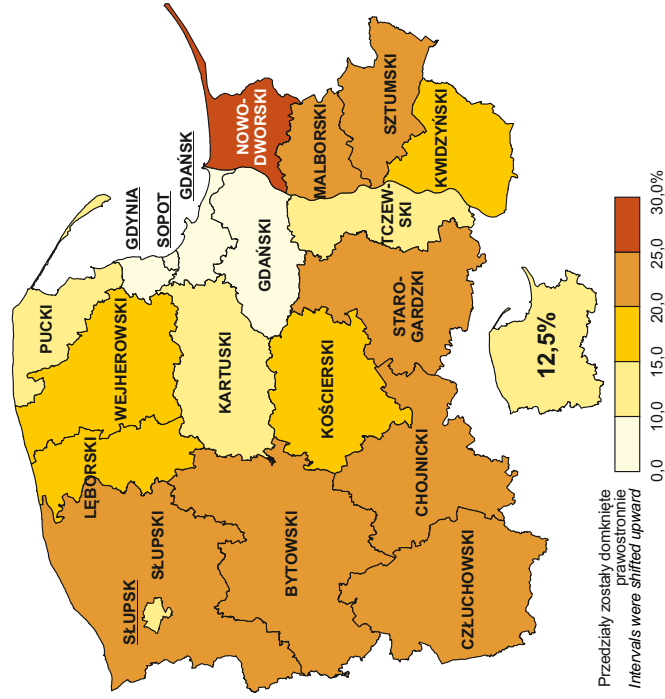 PUCKI
GDYNIA
SOPOT
GDAŃSK
LĘBORSKI
WEJHEROWSKI
SŁUPSK
SŁUPSKI
KARTUSKI
GDAŃSKI
NOWO-
DWORSKI
BYTOWSKI
KOŚCIERSKI
MALBORSKI
SZTUMSKI
TCZEW-
SKI
STARO-
GARDZKI
KWIDZYŃSKI
CHOJNICKI
CZŁUCHOWSKI
12,5%
0,0 10,0 15,0 20,0 25,0 30,0%
Przedziały zostały domknięte
prawostronnie
Intervals were shifted upward